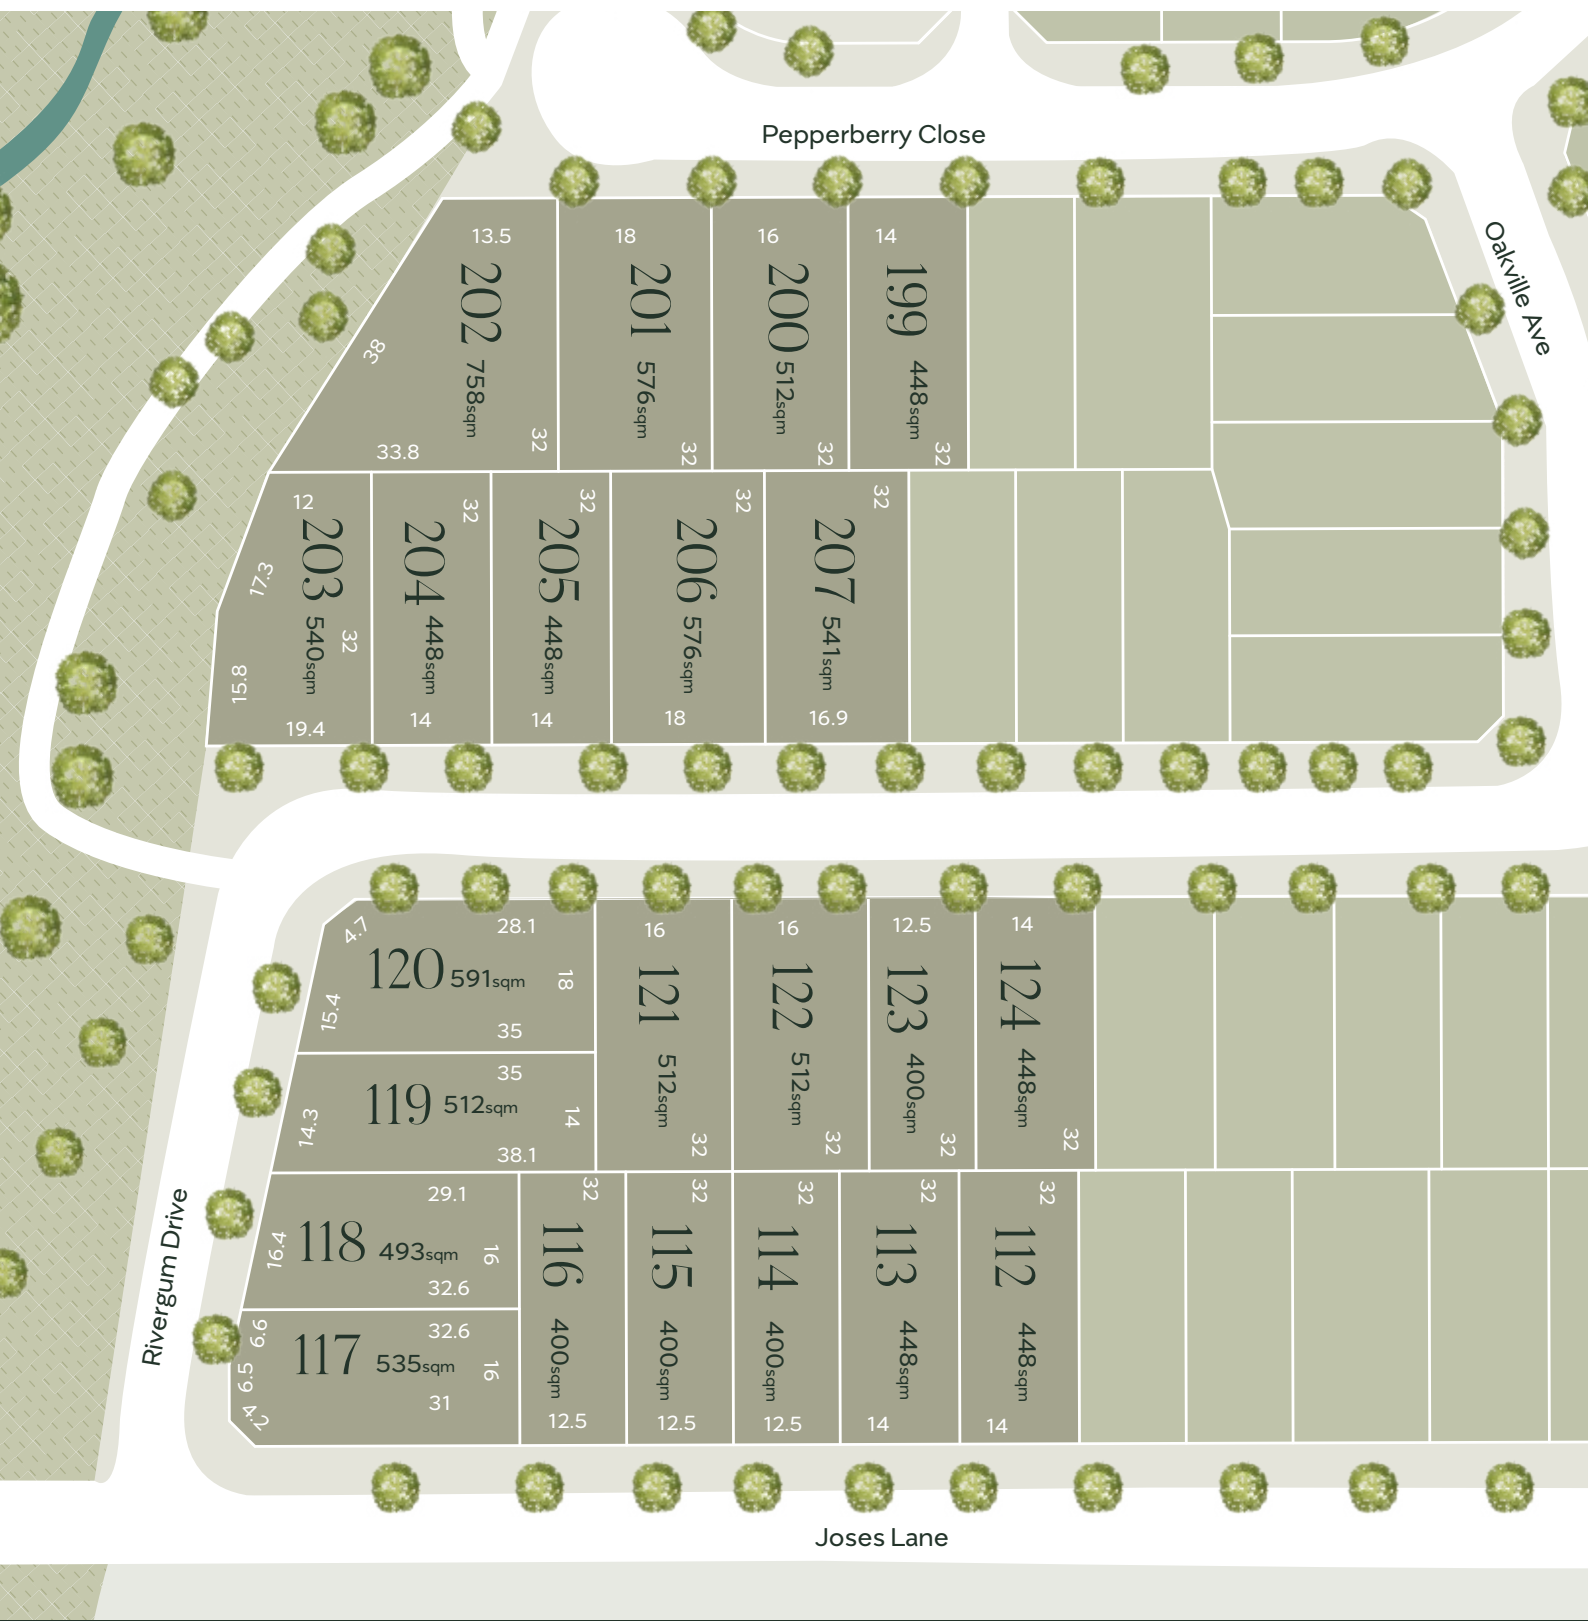 Pepperberry Close
Oakville Ave
13.5
202 758sqm
38
33.8
32
18
201 576sqm
32
16
200 512sqm
32
14
199 448sqm
32
12
203 540sqm
17.3
32
15.8
19.4
32
204 448sqm
14
32
205 448sqm
14
32
206 576sqm
18
32
207 541sqm
16.9
4.7
28.1
120 591sqm
18
15.4
35
35
119 512sqm
14
14.3
38.1
16
121 512sqm
32
16
122 512sqm
32
12.5
123 400sqm
32
14
124 448sqm
32
29.1
118 493sqm
16
16.4
32.6
6.6
32.6
117 535sqm
16
6.5
31
4.2
32
116 400sqm
12.5
32
115 400sqm
12.5
32
114 400sqm
12.5
32
113 448sqm
14
32
112 448sqm
14
Rivergum Drive
Joses Lane